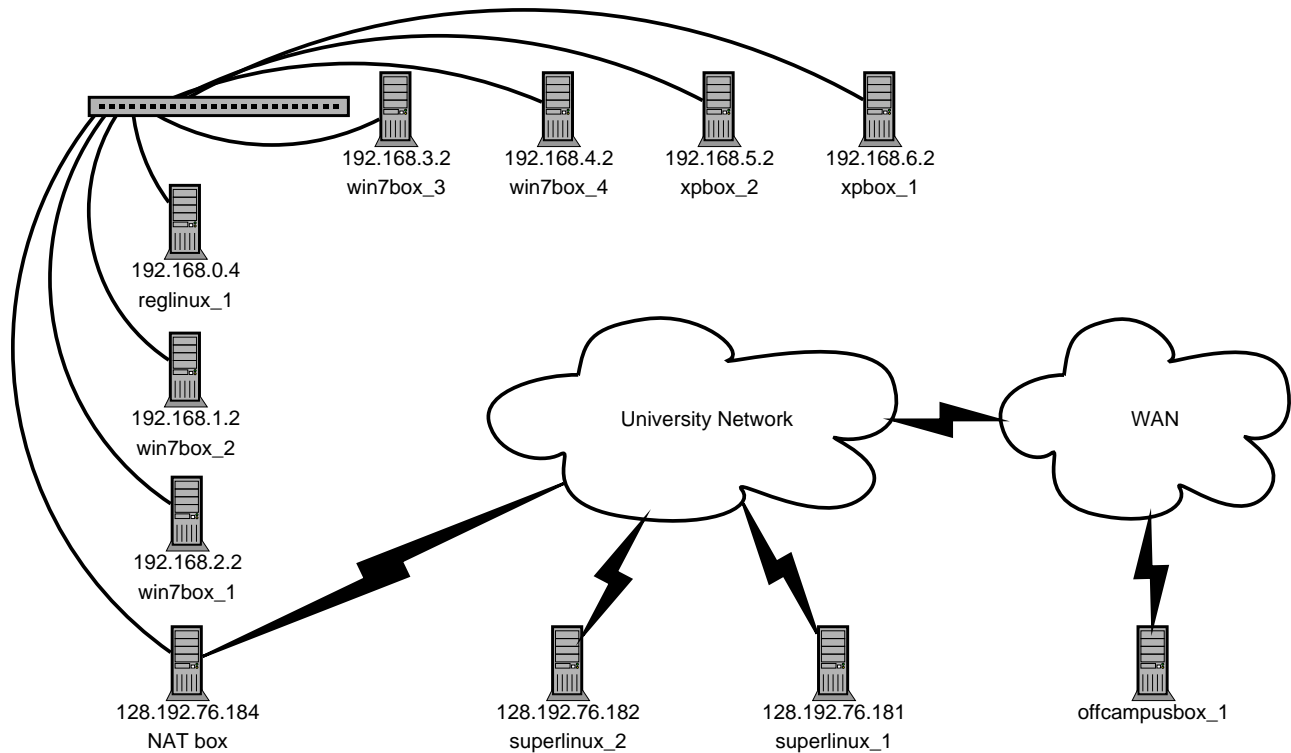 192.168.3.2
win7box_3
192.168.4.2
win7box_4
192.168.5.2
xpbox_2
192.168.6.2
xpbox_1
192.168.0.4
reglinux_1
192.168.1.2
win7box_2
192.168.2.2
win7box_1
128.192.76.184
NAT box
University Network
WAN
128.192.76.182
superlinux_2
128.192.76.181
superlinux_1
offcampusbox_1